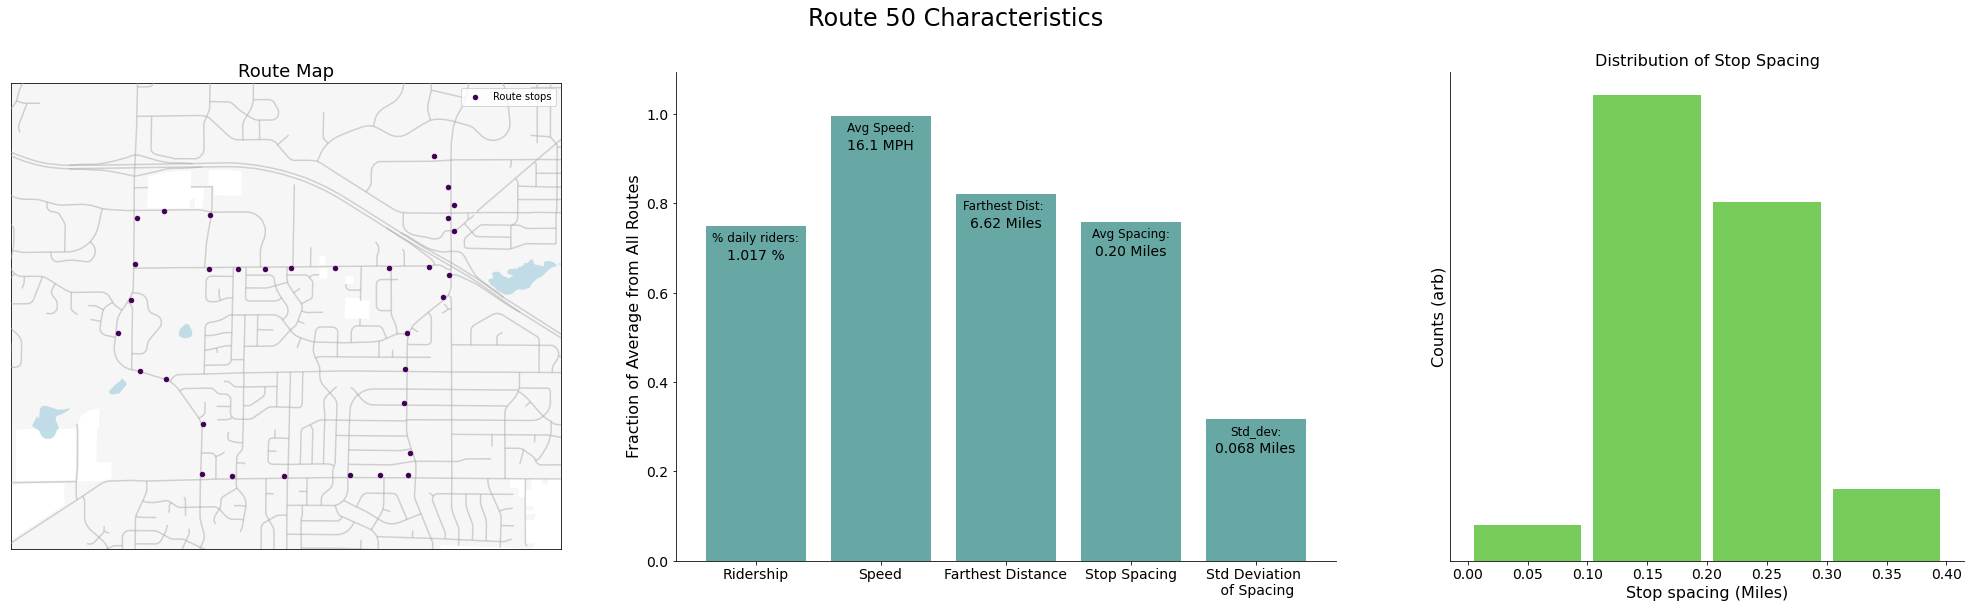 Route 50 Characteristics
Route Map
Route stops
Fraction of Average from All Routes
1.0
0.8
0.6
0.4
0.2
0.0
% daily riders:
1.017 %
Avg Speed:
16.1 MPH
Farthest Dist:
6.62 Miles
Avg Spacing:
0.20 Miles
Std_dev:
0.068 Miles
Ridership
Speed
Farthest Distance
Stop Spacing
Std Deviation
of Spacing
Distribution of Stop Spacing
Counts (arb)
0.00 0.05 0.10 0.15 0.20 0.25 0.30 0.35 0.40
Stop spacing (Miles)